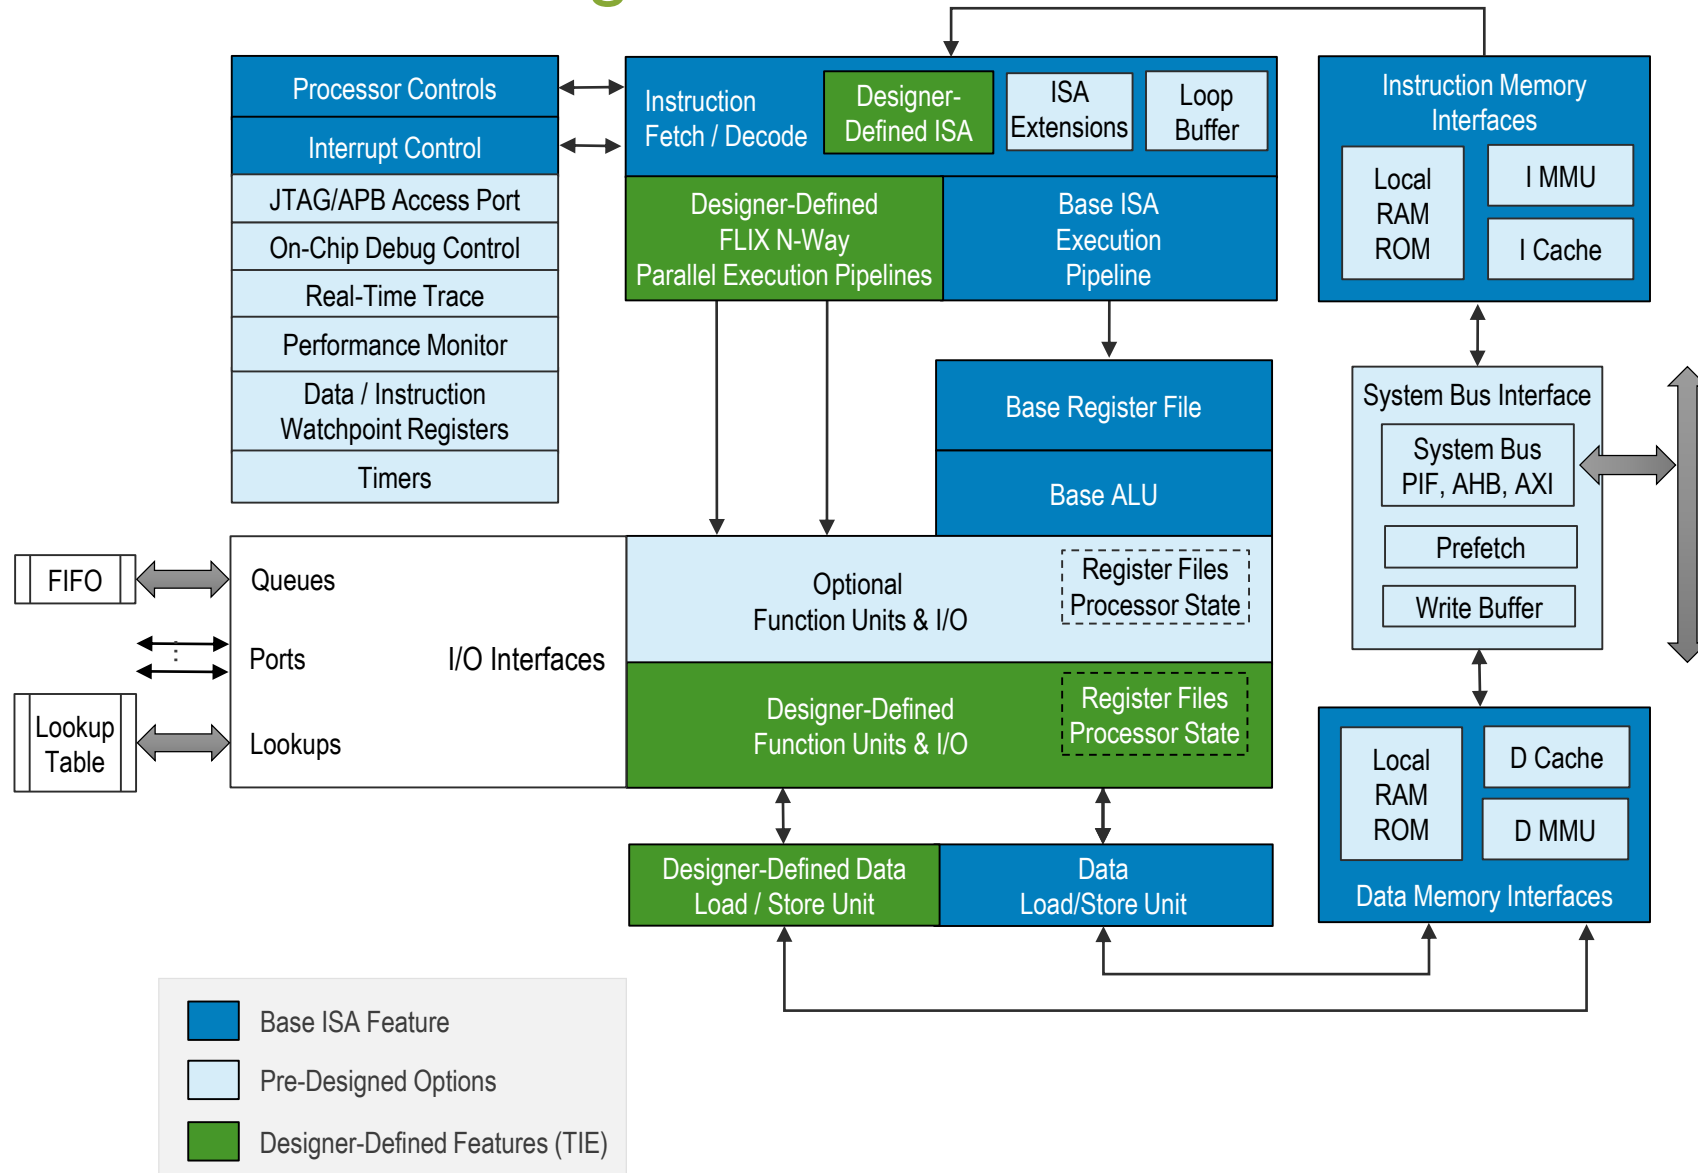 Processor Controls
Interrupt Control
JTAG/APB Access Port
On-Chip Debug Control
Real-Time Trace
Performance Monitor
Data / Instruction
Watchpoint Registers
Timers
Instruction
Fetch / Decode
Designer-
Defined ISA
ISA
Extensions
Loop
Buffer
Designer-Defined
FLIX N-Way
Parallel Execution Pipelines
Base ISA
Execution
Pipeline
Instruction Memory
Interfaces
Local
RAM
ROM
I MMU
I Cache
Base Register File
Base ALU
System Bus Interface
System Bus
PIF, AHB, AXI
Prefetch
Write Buffer
FIFO
Lookup
Table
Queues
Ports
Lookups
I/O Interfaces
Optional
Function Units & I/O
Register Files
Processor State
Designer-Defined
Function Units & I/O
Register Files
Processor State
Designer-Defined Data
Load / Store Unit
Data
Load/Store Unit
Local
RAM
ROM
D Cache
D MMU
Data Memory Interfaces
Base ISA Feature
Pre-Designed Options
Designer-Defined Features (TIE)